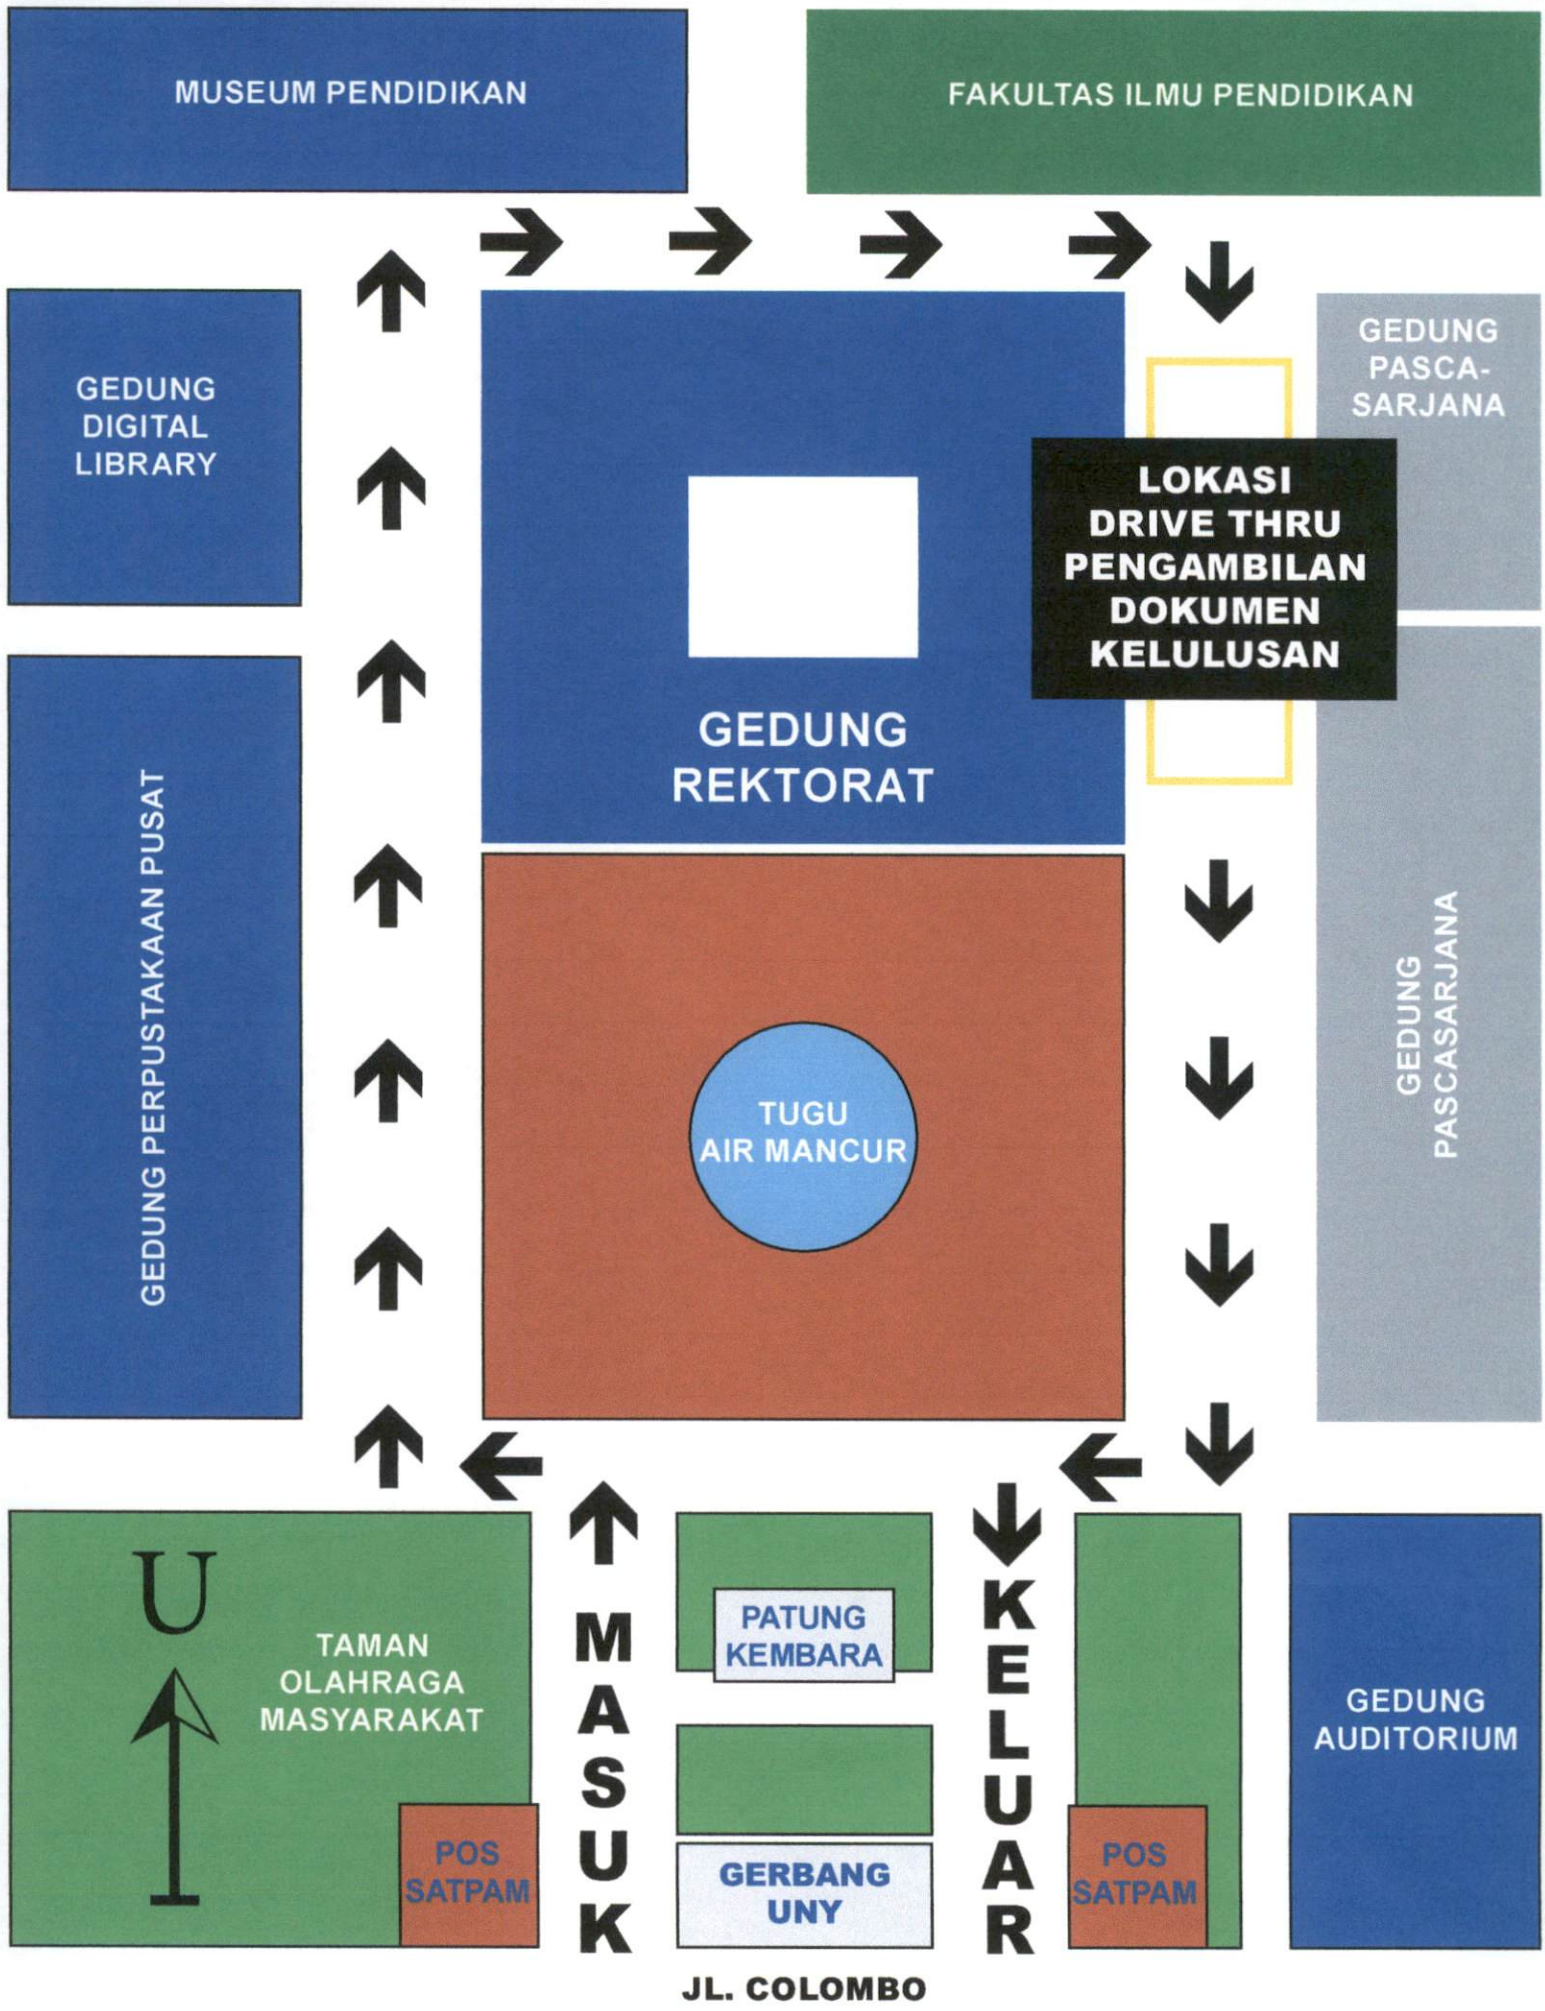 MUSEUM PENDIDIKAN
FAKULTAS ILMU PENDIDIKAN
GEDUNG
DIGITAL
LIBRARY
GEDUNG
PASCA-
SARJANA
LOKASI
DRIVE THRU
PENGAMBILAN
DOKUMEN
KELULUSAN
GEDUNG
REKTORAT
GEDUNG PERPUSTAKAAN PUSAT
GEDUNG
PASCASARJANA
TUGU
AIR MANCUR
U
TAMAN
OLAHRAGA
MASYARAKAT
POS
SATPAM
MASUK
PATUNG
KEMBARA
GERBANG
UNY
KELUAR
POS
SATPAM
GEDUNG
AUDITORIUM
JL. COLOMBO